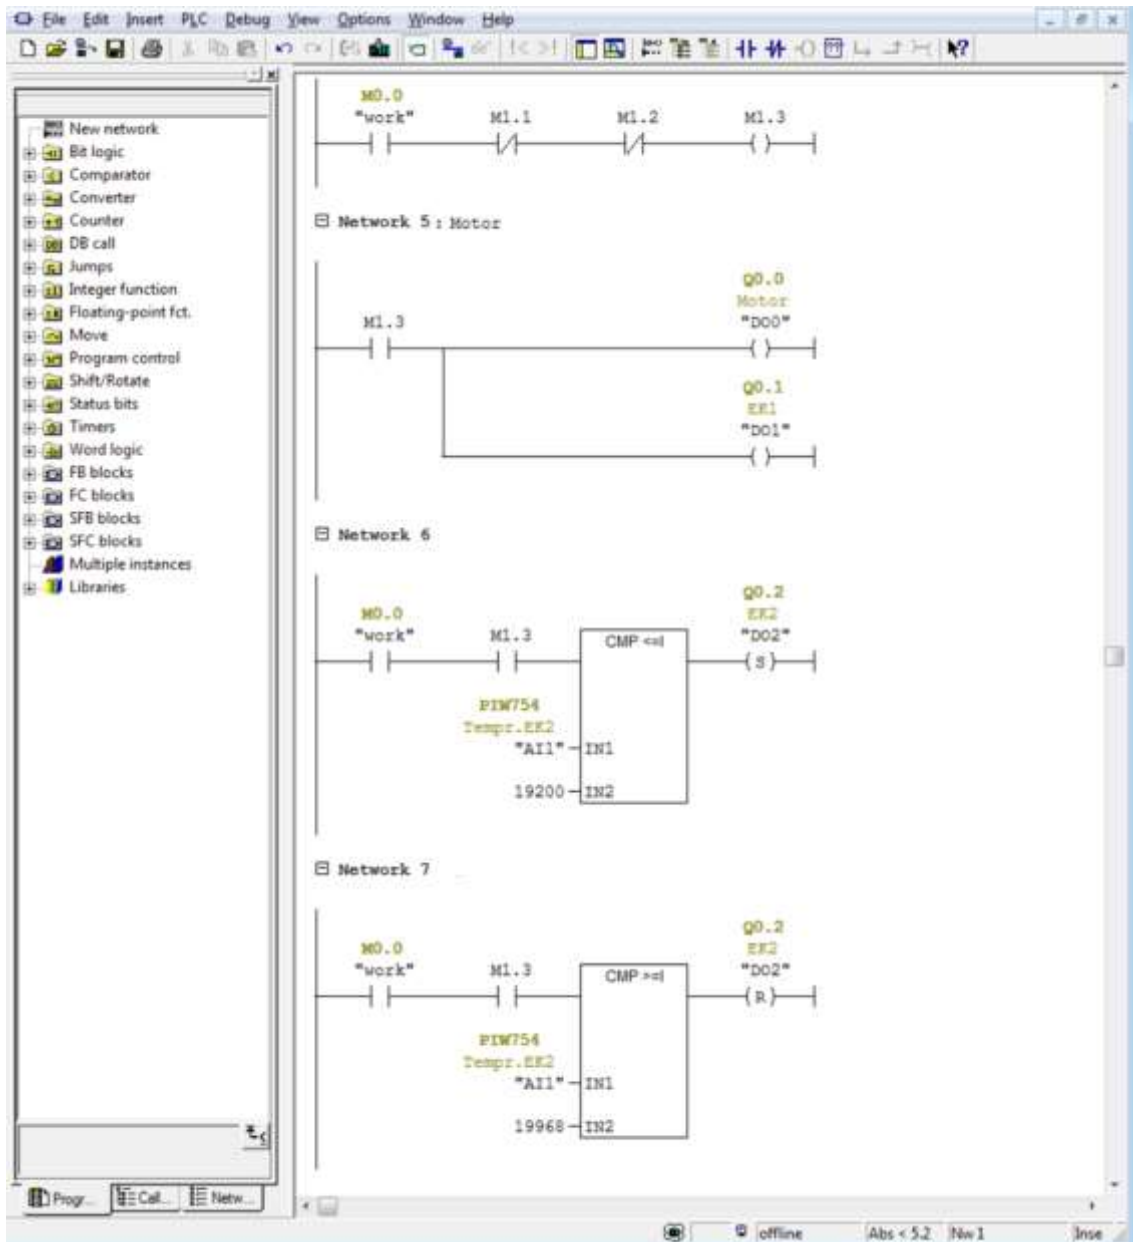 File Edit Insert PLC Debug View Options Window Help
New network
Bit logic
Comparator
Converter
Counter
DB call
Jumps
Integer function
Floating-point fct.
Move
Program control
Shift/Rotate
Status bits
Timers
Word logic
FB blocks
FC blocks
SFB blocks
SFC blocks
Multiple instances
Libraries
Progr... Call... Netw...
M0.0
"work" M1.1 M1.2 M1.3
Network 5 : Motor
Q0.0
Motor
M1.3 "DO0"
Q0.1
EK1
"DO1"
Network 6
Q0.2
M0.0 EK2
"work" M1.3 CMP <=I "DO2"
S
PIW754
Tempr.EK2
"AI1" IN1
19200 IN2
Network 7
Q0.2
M0.0 EK2
"work" M1.3 CMP >=I "DO2"
R
PIW754
Tempr.EK2
"AI1" IN1
19968 IN2
offline Abs < 5.2 Nw 1 Inse